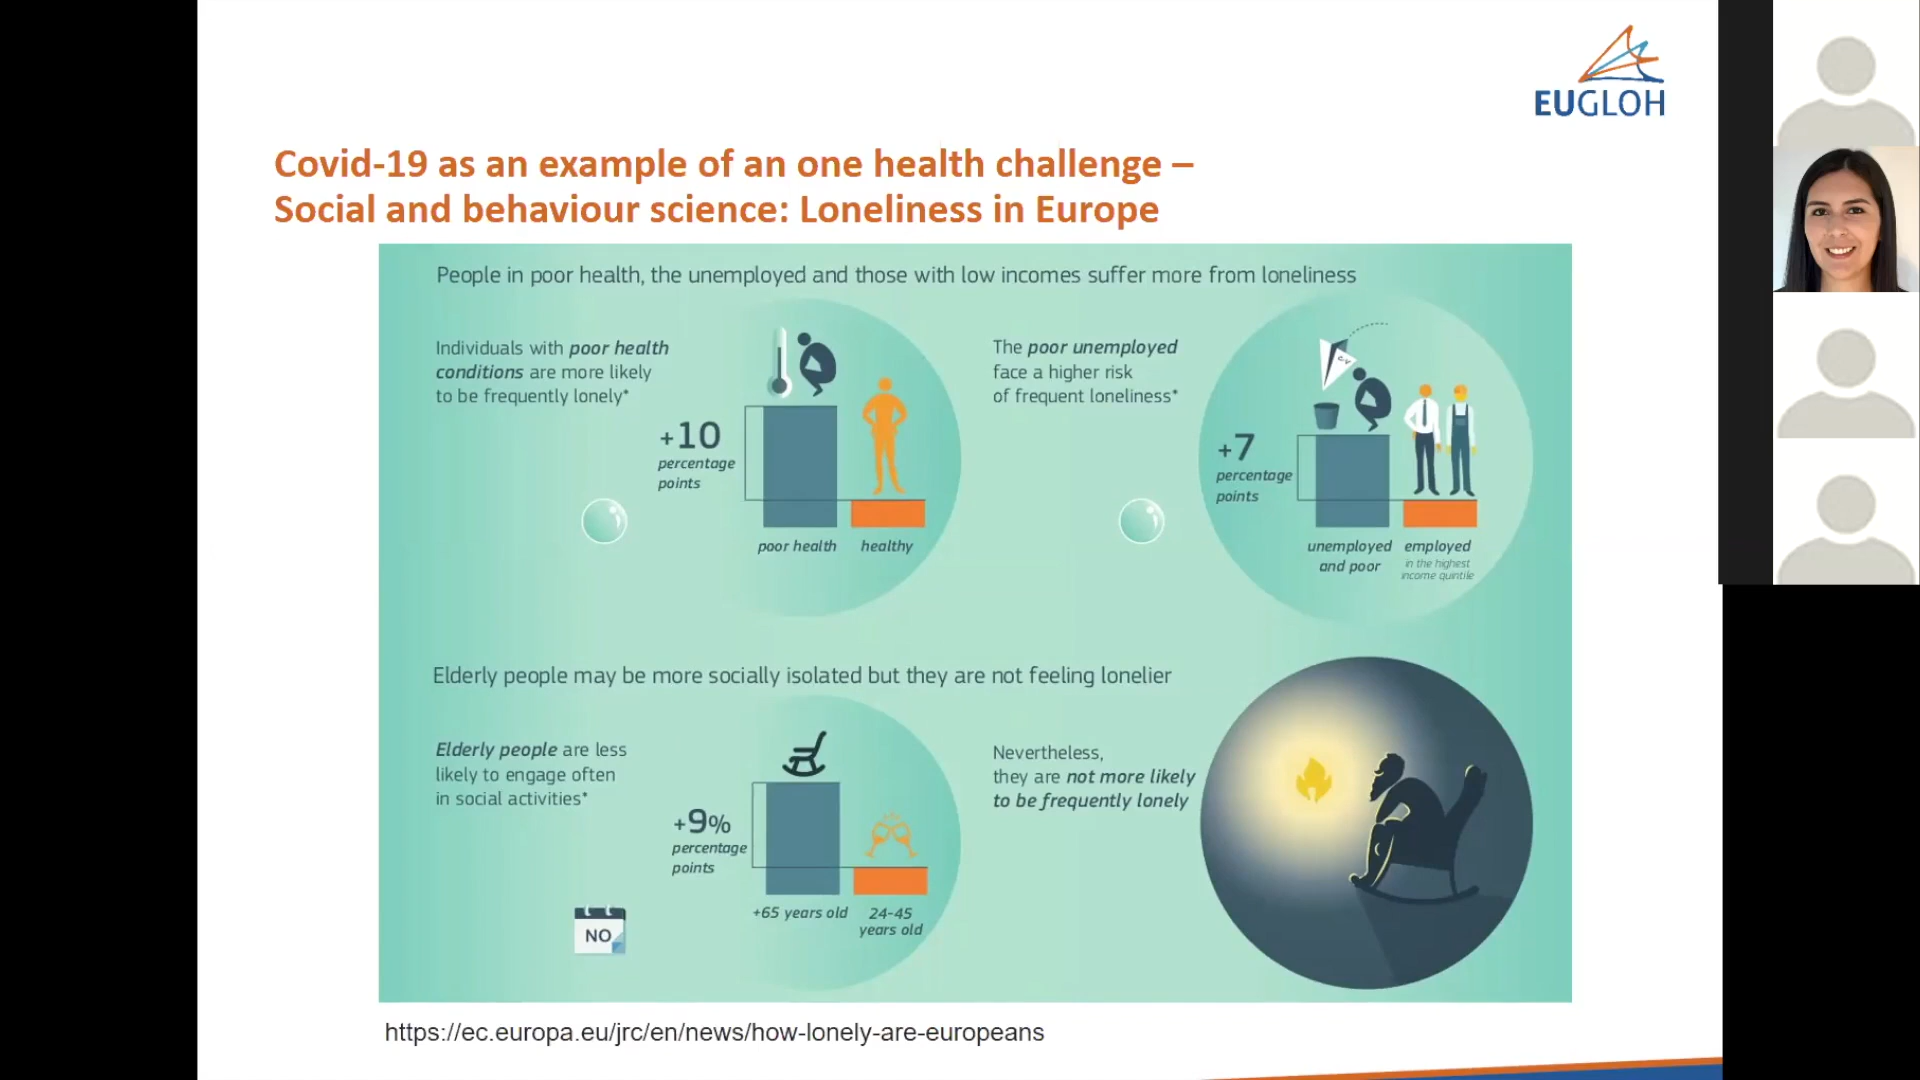 EUGLOH
Covid-19 as an example of an one health challenge –
Social and behaviour science: Loneliness in Europe
People in poor health, the unemployed and those with low incomes suffer more from loneliness
Individuals with poor health
conditions are more likely
to be frequently lonely*
+10
percentage
points
poor health
healthy
The poor unemployed
face a higher risk
of frequent loneliness*
CV
+7
percentage
points
unemployed
and poor
employed
in the highest
income quintile
Elderly people may be more socially isolated but they are not feeling lonelier
Elderly people are less
likely to engage often
in social activities*
+9%
percentage
points
NO
+65 years old
24-45
years old
Nevertheless,
they are not more likely
to be frequently lonely
https://ec.europa.eu/jrc/en/news/how-lonely-are-europeans